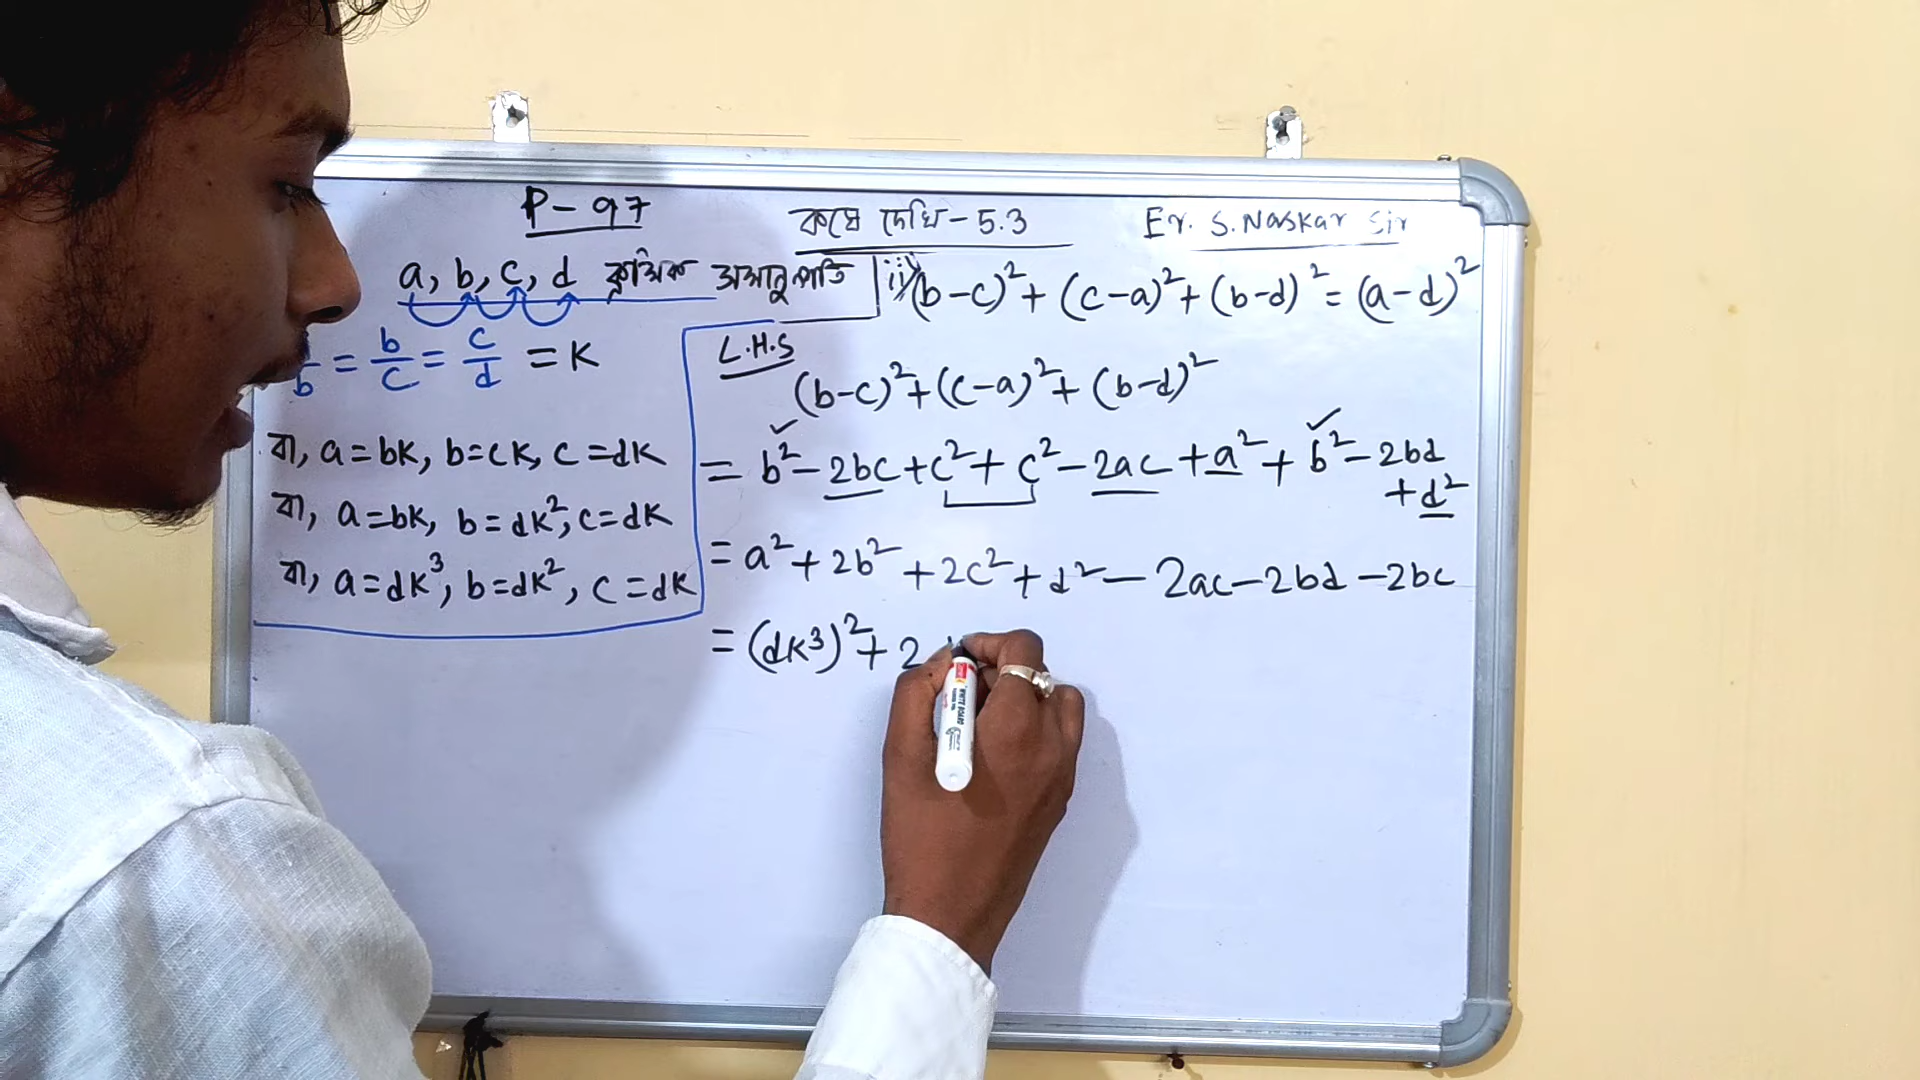 P - 97
কষে দেখি - 5.3
Er. S. Naskar Sir
a, b, c, d ক্রমিক সমানুপাতি
ii) (b-c)² + (c-a)² + (b-d)² = (a-d)²
b = b/c = c/d = K
বা, a = bK, b = cK, c = dK
বা, a = bK, b = dK², c = dK
বা, a = dK³, b = dK², c = dK
L.H.S
(b-c)² + (c-a)² + (b-d)²
= b² - 2bc + c² + c² - 2ac + a² + b² - 2bd
+ d²
= a² + 2b² + 2c² + d² - 2ac - 2bd - 2bc
= (dK³)² + 2